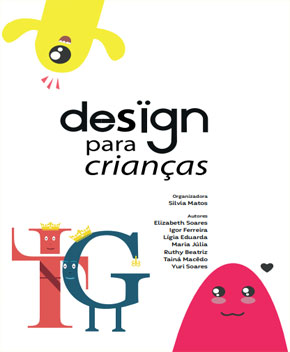 desïgn
para
crianças
Organizadora
Silvia Matos
Autores
Elizabeth Soares
Igor Ferreira
Lígia Eduarda
Maria Júlia
Ruthy Beatriz
Tainá Macêdo
Yuri Soares
TG